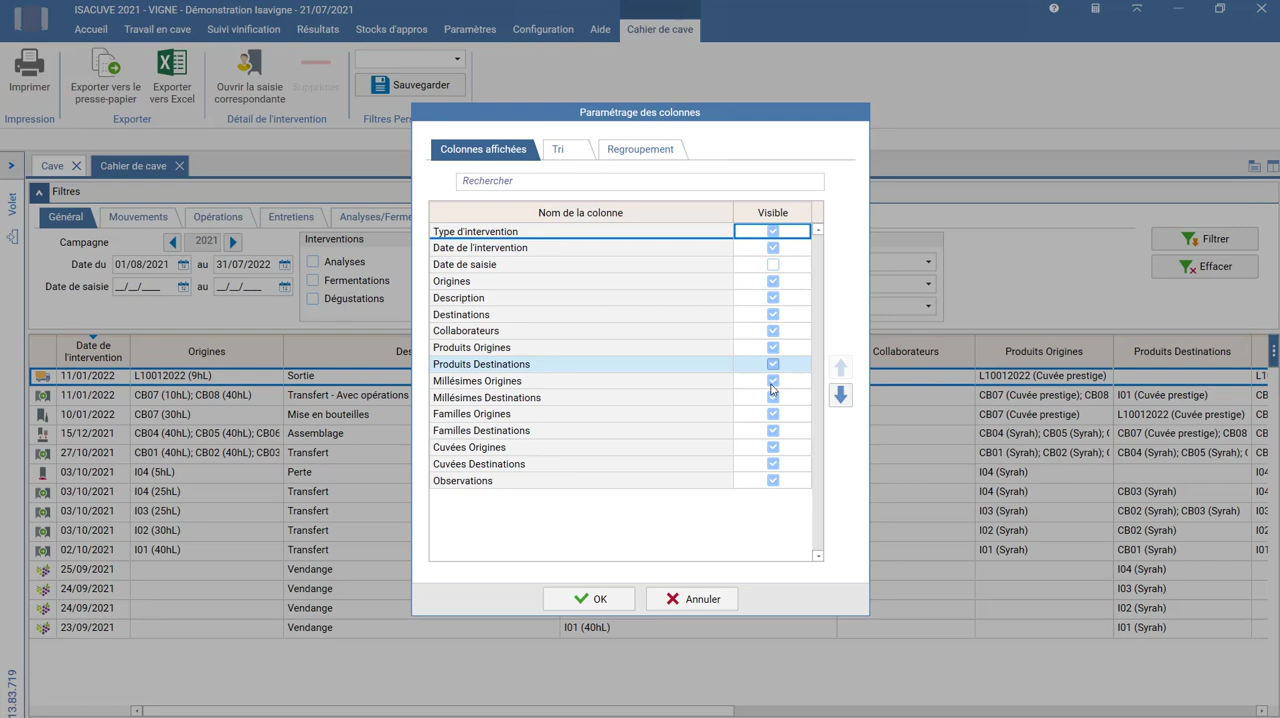 ISACUVE 2021 - VIGNE - Démonstration Isavigne - 21/07/2021
Accueil Travail en cave Suivi vinification Résultats Stocks d'appros Paramètres Configuration Aide Cahier de cave
Imprimer Exporter vers le presse-papier Exporter vers Excel Ouvrir la saisie correspondante Supprimer Sauvegarder
Impression Exporter Détail de l'intervention Filtres Pers
Cave Cahier de cave
Volet
Filtres
Général Mouvements Opérations Entretiens Analyses/Ferme
Campagne 2021 Interventions
Date du 01/08/2021 au 31/07/2022 Analyses
Date de saisie __/__/____ au __/__/____ Fermentations
Dégustations
Filtrer
Effacer
Paramétrage des colonnes
Colonnes affichées Tri Regroupement
Rechercher
Nom de la colonne Visible
Type d'intervention
Date de l'intervention
Date de saisie
Origines
Description
Destinations
Collaborateurs
Produits Origines
Produits Destinations
Millésimes Origines
Millésimes Destinations
Familles Origines
Familles Destinations
Cuvées Origines
Cuvées Destinations
Observations
OK Annuler
Date de l'intervention Origines Des Collaborateurs Produits Origines Produits Destinations
11/01/2022 L10012022 (9hL) Sortie L10012022 (Cuvée prestige) L1
11/01/2022 CB07 (10hL); CB08 (40hL) Transfert - Avec opérations CB07 (Cuvée prestige); CB08 I01 (Cuvée prestige) CB
10/01/2022 CB07 (30hL) Mise en bouteilles CB07 (Cuvée prestige) L10012022 (Cuvée prestige) CB
15/12/2021 CB04 (40hL); CB05 (40hL); CB06 Assemblage CB04 (Syrah); CB05 (Syrah); C CB07 (Cuvée prestige); CB08 CB
27/10/2021 CB01 (40hL); CB02 (40hL); CB03 Transfert CB01 (Syrah); CB02 (Syrah); C CB04 (Syrah); CB05 (Syrah); CB
03/10/2021 I04 (5hL) Perte I04 (Syrah) I04
03/10/2021 I04 (25hL) Transfert I04 (Syrah) CB03 (Syrah) I04
03/10/2021 I03 (25hL) Transfert I03 (Syrah) CB02 (Syrah); CB03 (Syrah) I03
03/10/2021 I02 (30hL) Transfert I02 (Syrah) CB02 (Syrah) I02
02/10/2021 I01 (40hL) Transfert I01 (Syrah) CB01 (Syrah) I01
25/09/2021 Vendange I04 (Syrah)
24/09/2021 Vendange I03 (Syrah)
24/09/2021 Vendange I02 (Syrah)
23/09/2021 Vendange I01 (40hL) I01 (Syrah)
13.83.719